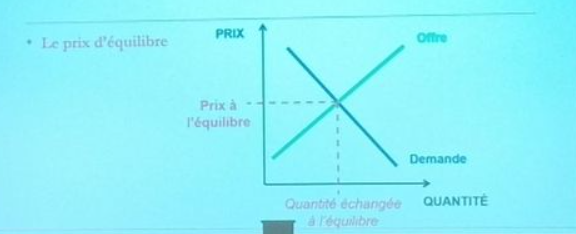 • Le prix d'équilibre
PRIX
Offre
Prix à
l'équilibre
Demande
Quantité échangée
à l'équilibre
QUANTITÉ